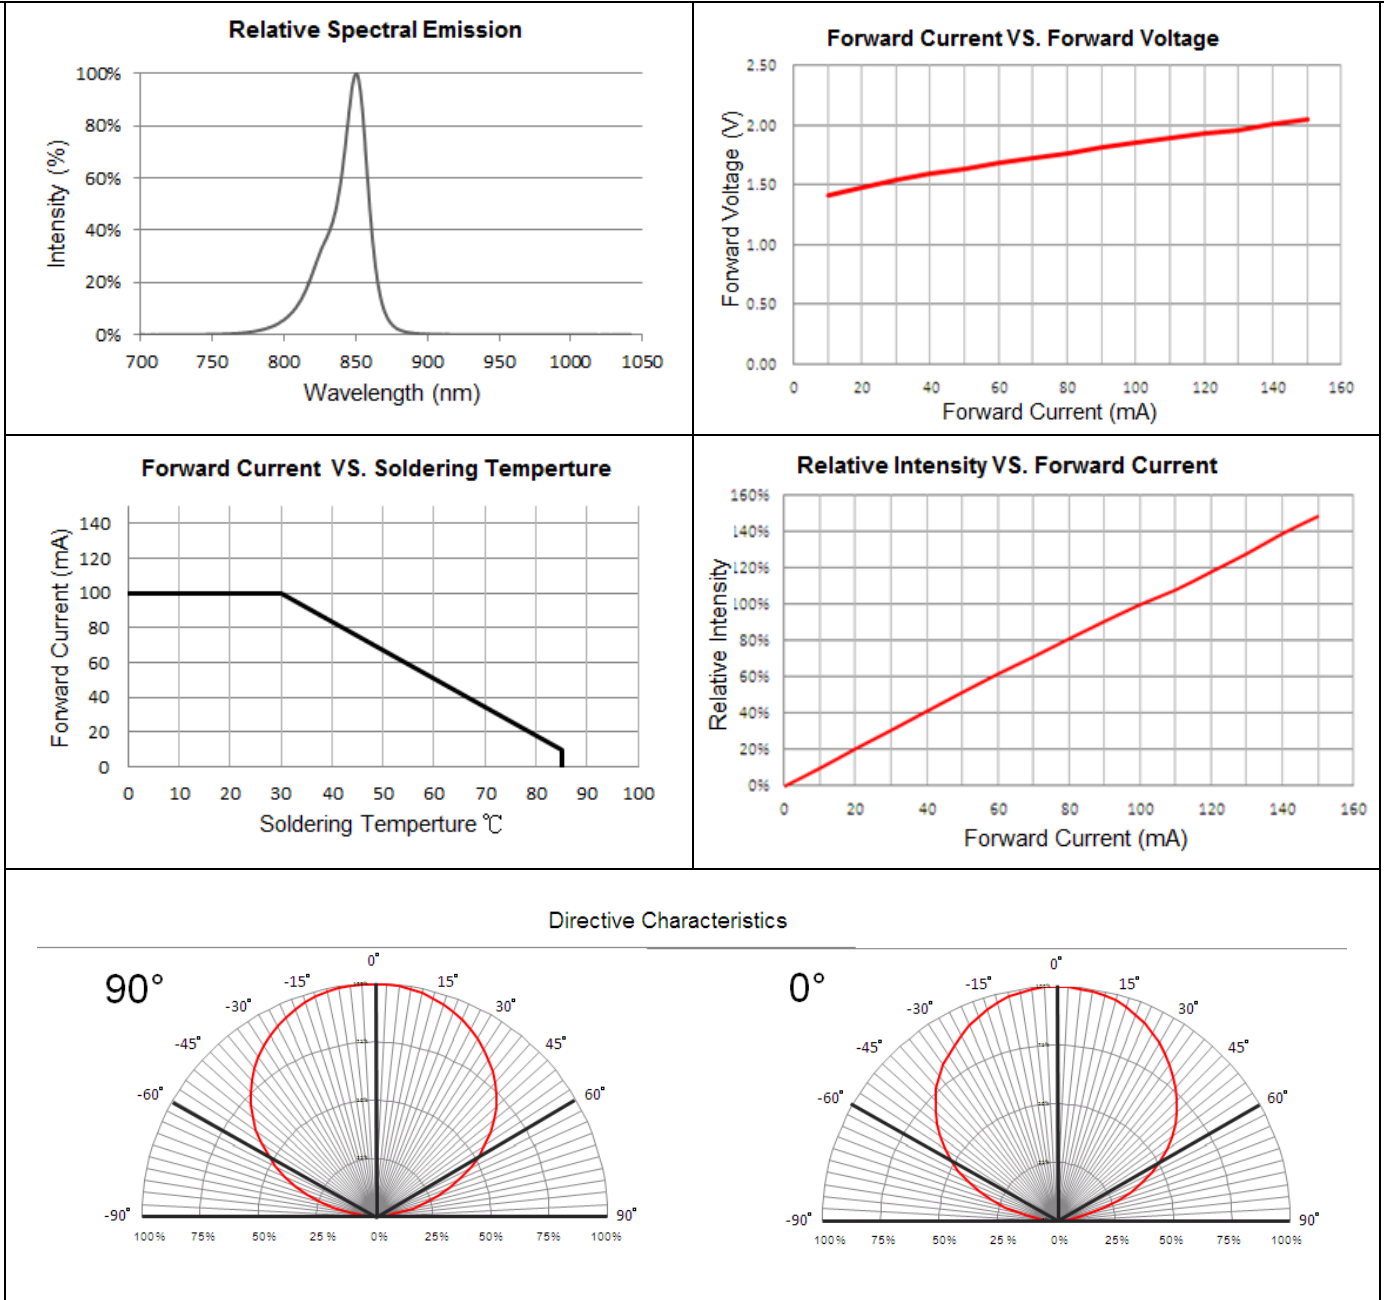 Relative Spectral Emission
100%
80%
60%
40%
20%
0%
Intensity (%)
700 750 800 850 900 950 1000 1050
Wavelength (nm)
Forward Current VS. Forward Voltage
2.50
2.00
1.50
1.00
0.50
0.00
Forward Voltage (V)
0 20 40 60 80 100 120 140 160
Forward Current (mA)
Forward Current VS. Soldering Temperture
140
120
100
80
60
40
20
0
Forward Current (mA)
0 10 20 30 40 50 60 70 80 90 100
Soldering Temperture ℃
Relative Intensity VS. Forward Current
160%
140%
120%
100%
80%
60%
40%
20%
0%
Relative Intensity
0 20 40 60 80 100 120 140 160
Forward Current (mA)
Directive Characteristics
90°
0°
-15° 15°
-30° 30°
-45° 45°
-60° 60°
-90° 90°
100% 75% 50% 25 % 0% 25% 50% 75% 100%
0°
0°
-15° 15°
-30° 30°
-45° 45°
-60° 60°
-90° 90°
100% 75% 50% 25 % 0% 25% 50% 75% 100%